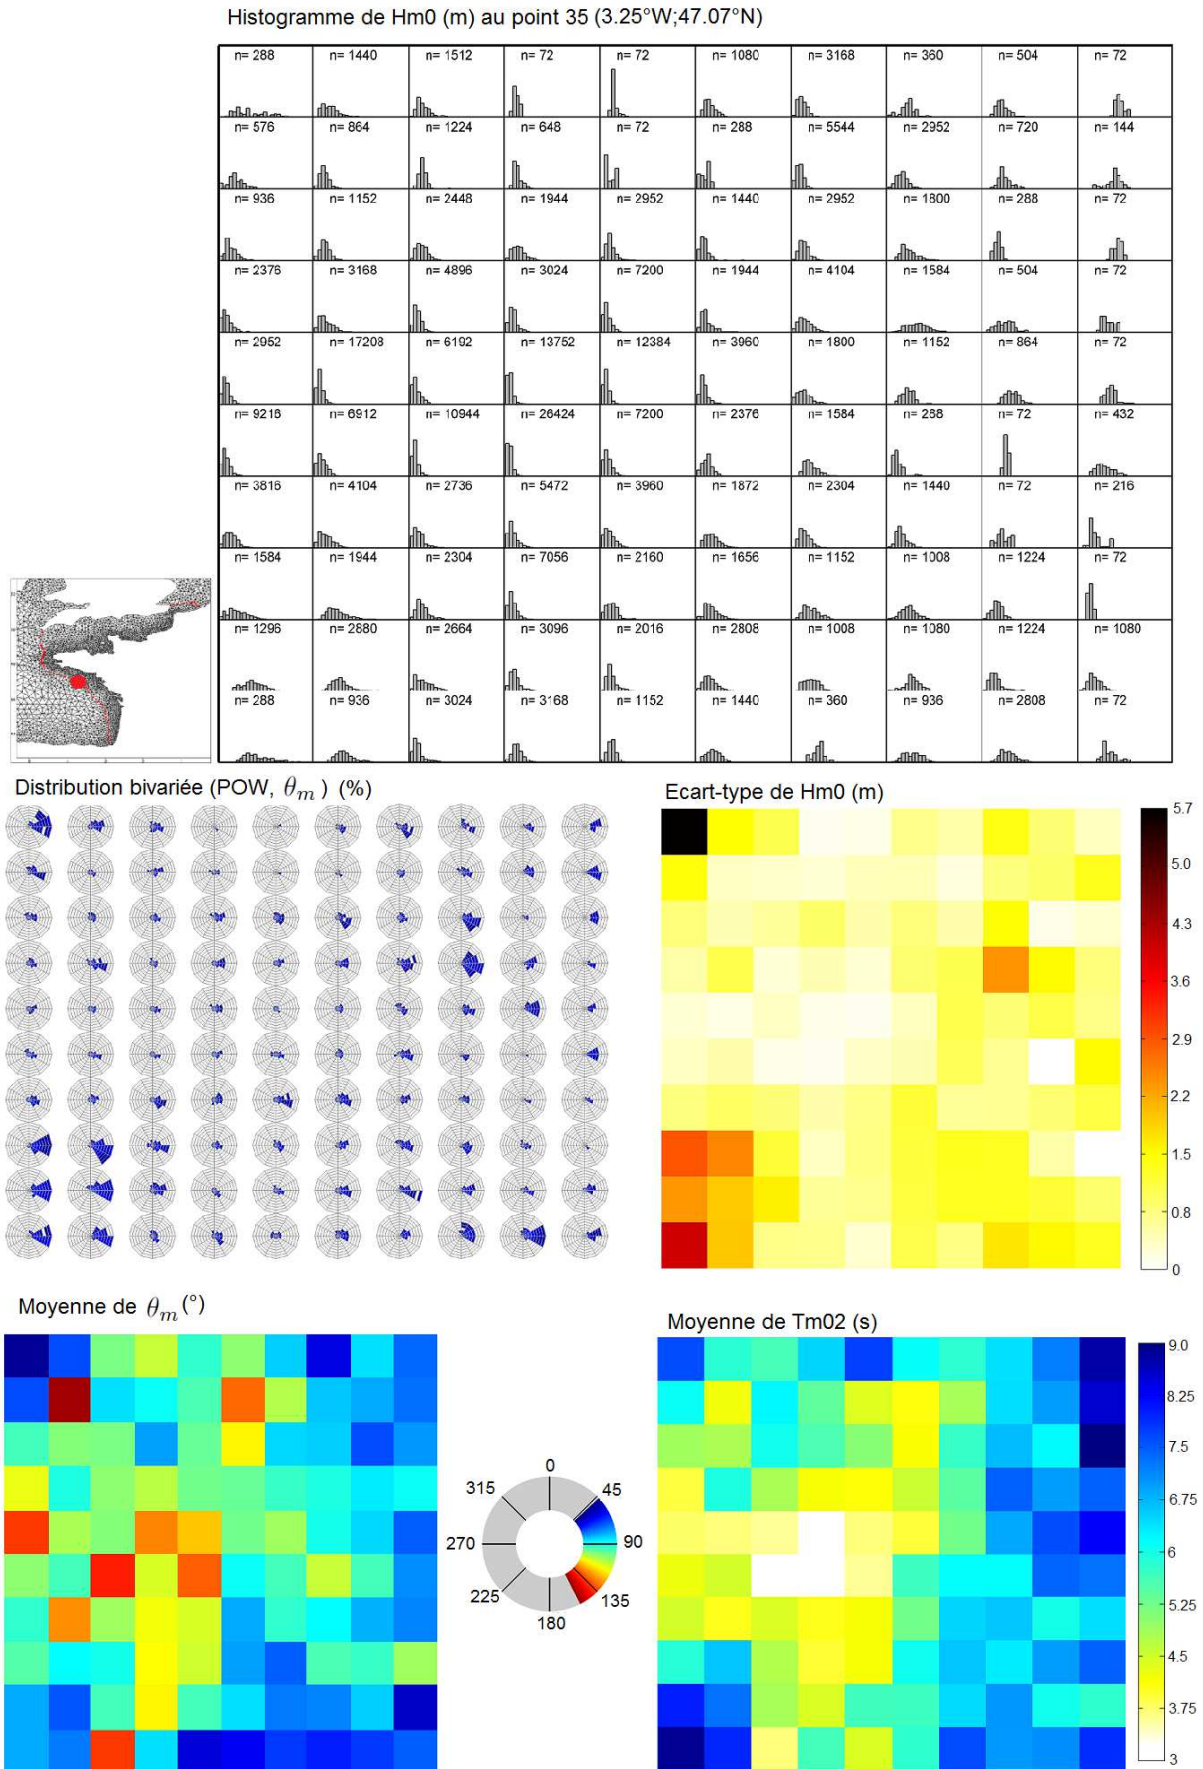 Histogramme de Hm0 (m) au point 35 (3.25°W;47.07°N)
n= 288 n= 1440 n= 1512 n= 72 n= 72 n= 1080 n= 3168 n= 360 n= 504 n= 72
n= 576 n= 864 n= 1224 n= 648 n= 72 n= 288 n= 5544 n= 2952 n= 720 n= 144
n= 936 n= 1152 n= 2448 n= 1944 n= 2952 n= 1440 n= 2952 n= 1800 n= 288 n= 72
n= 2376 n= 3168 n= 4896 n= 3024 n= 7200 n= 1944 n= 4104 n= 1584 n= 504 n= 72
n= 2952 n= 17208 n= 6192 n= 13752 n= 12384 n= 3960 n= 1800 n= 1152 n= 864 n= 72
n= 9216 n= 6912 n= 10944 n= 26424 n= 7200 n= 2376 n= 1584 n= 288 n= 72 n= 432
n= 3816 n= 4104 n= 2736 n= 5472 n= 3960 n= 1872 n= 2304 n= 1440 n= 72 n= 216
n= 1584 n= 1944 n= 2304 n= 7056 n= 2160 n= 1656 n= 1152 n= 1008 n= 1224 n= 72
n= 1296 n= 2880 n= 2664 n= 3096 n= 2016 n= 2808 n= 1008 n= 1080 n= 1224 n= 1080
n= 288 n= 936 n= 3024 n= 3168 n= 1152 n= 1440 n= 360 n= 936 n= 2808 n= 72
Distribution bivariée (POW, θm) (%)
Ecart-type de Hm0 (m)
5.7
5.0
4.3
3.6
2.9
2.2
1.5
0.8
0
Moyenne de θm(°)
0
45
90
135
180
225
270
315
Moyenne de Tm02 (s)
9.0
8.25
7.5
6.75
6
5.25
4.5
3.75
3